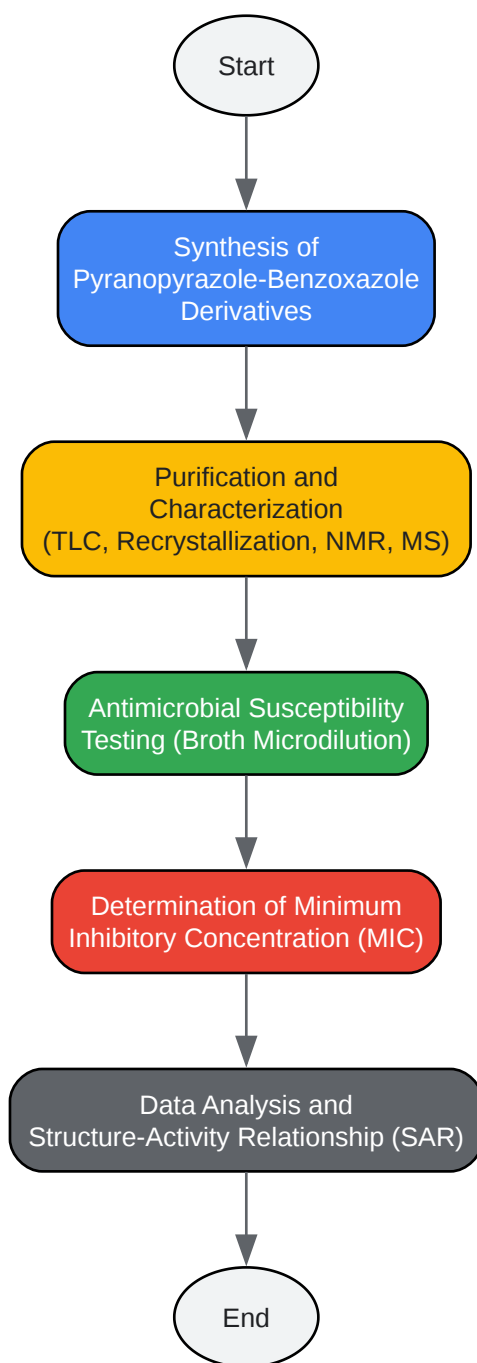 Start
Synthesis of
Pyranopyrazole-Benzoxazole
Derivatives
Purification and
Characterization
(TLC, Recrystallization, NMR, MS)
Antimicrobial Susceptibility
Testing (Broth Microdilution)
Determination of Minimum
Inhibitory Concentration (MIC)
Data Analysis and
Structure-Activity Relationship (SAR)
End